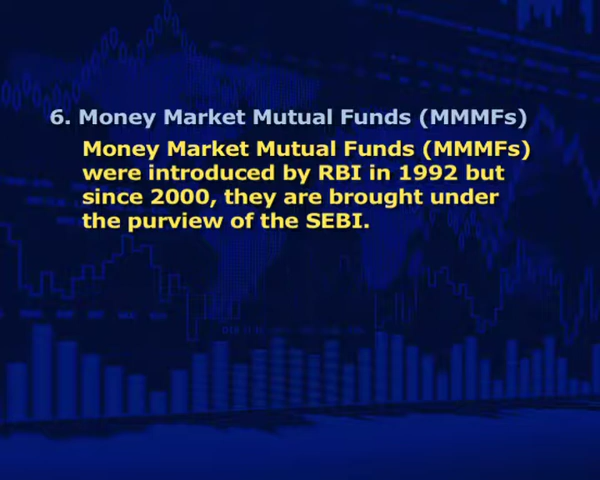 6. Money Market Mutual Funds (MMMFs)
Money Market Mutual Funds (MMMFs)
were introduced by RBI in 1992 but
since 2000, they are brought under
the purview of the SEBI.